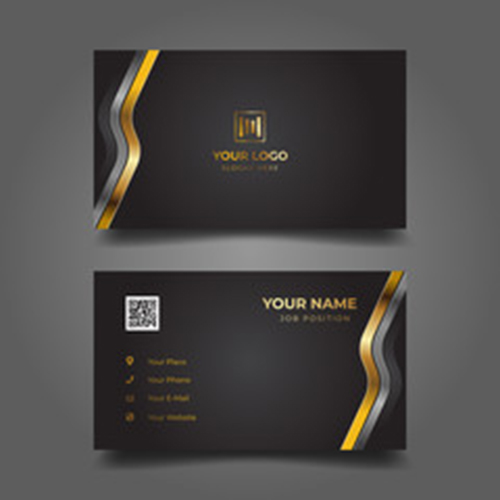 YOUR LOGO
SLOGAN HERE
YOUR NAME
JOB POSITION
Your Place
Your Phone
Your E-Mail
Your Website